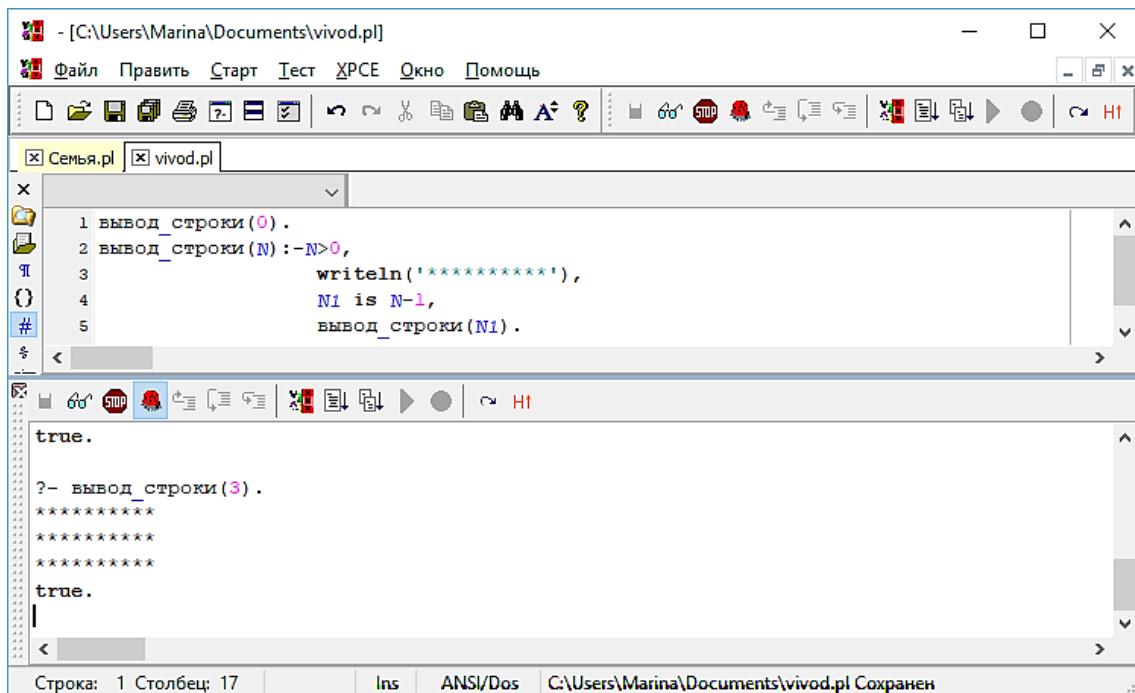 - [C:\Users\Marina\Documents\vivod.pl]
Файл Править Старт Тест XPCE Окно Помощь
Семья.pl vivod.pl
1 вывод_строки(0).
2 вывод_строки(N):-N>0,
3 writeln('**********'),
4 N1 is N-1,
5 вывод_строки(N1).
true.
?- вывод_строки(3).
**********
**********
**********
true.
Строка: 1 Столбец: 17 Ins ANSI/Dos C:\Users\Marina\Documents\vivod.pl Сохранен